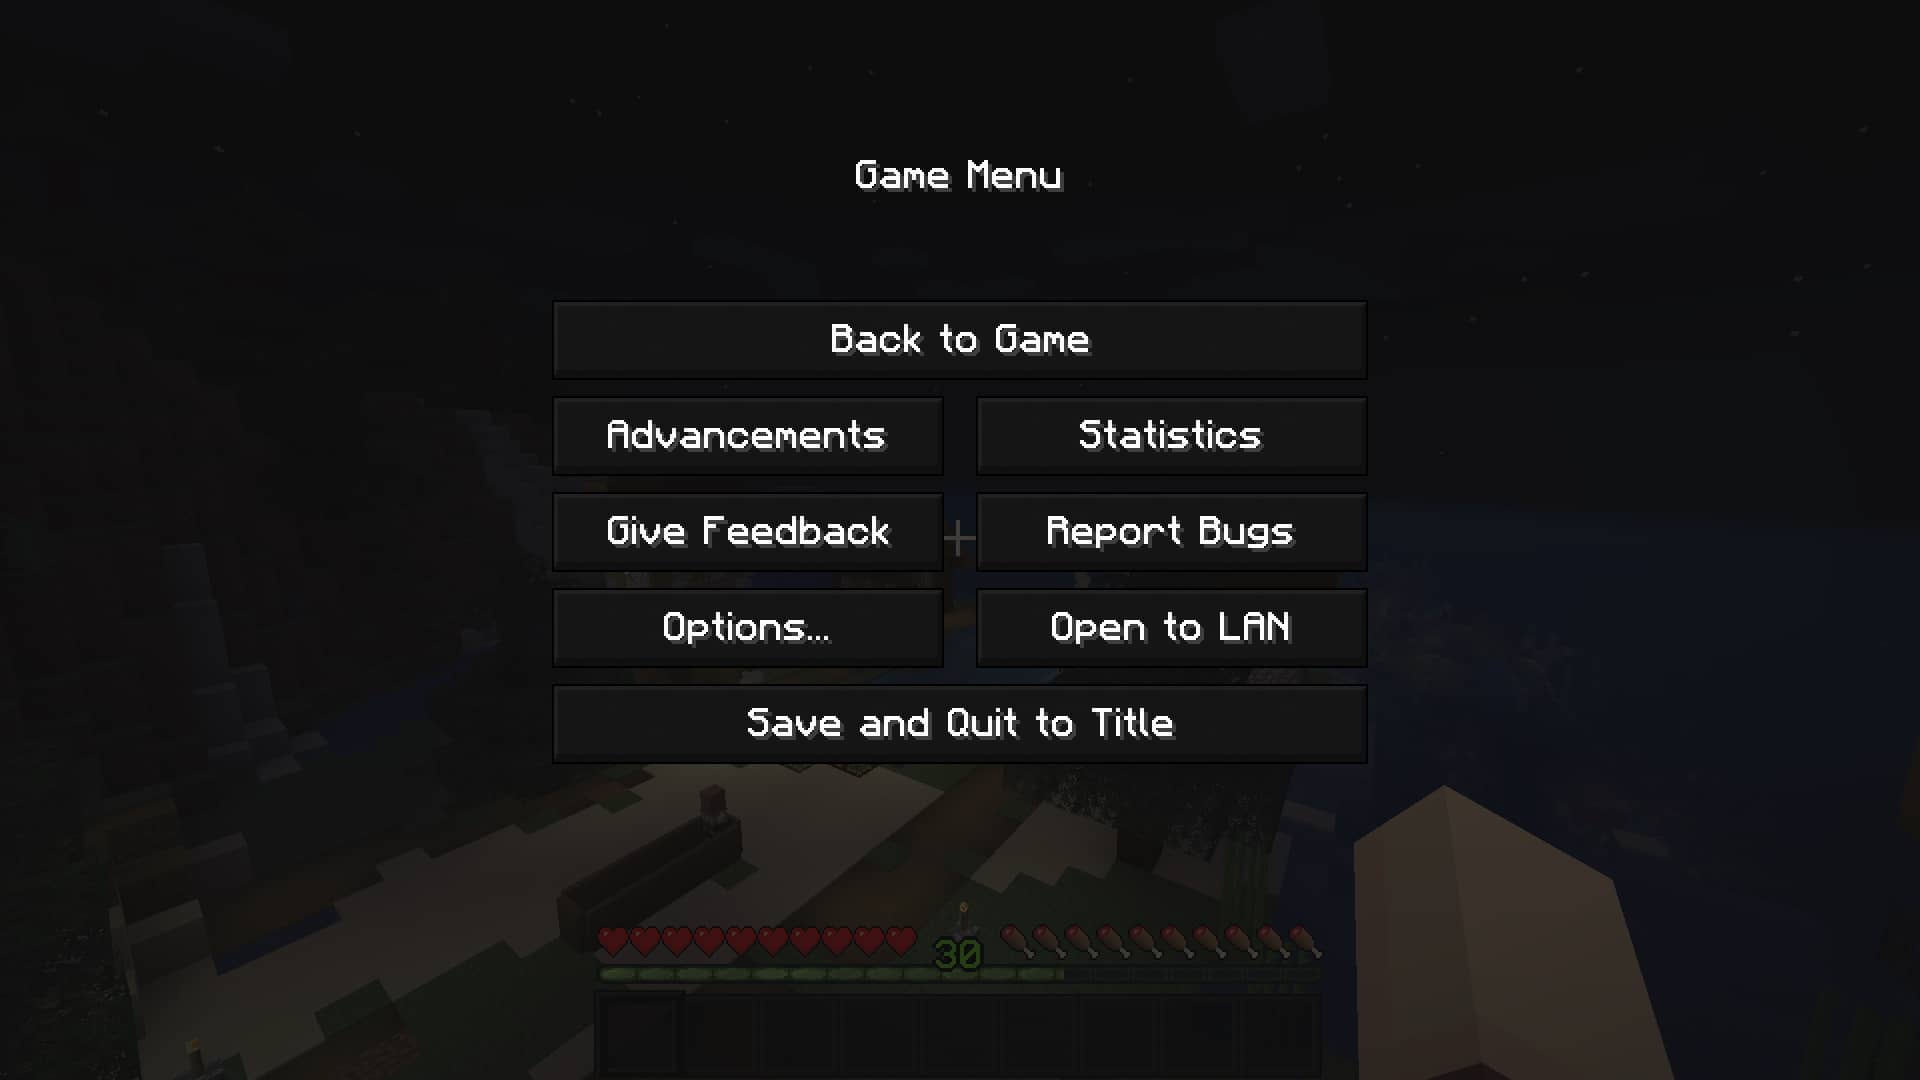 Game Menu
Back to Game
Advancements
Statistics
Give Feedback
Report Bugs
Options...
Open to LAN
Save and Quit to Title
30